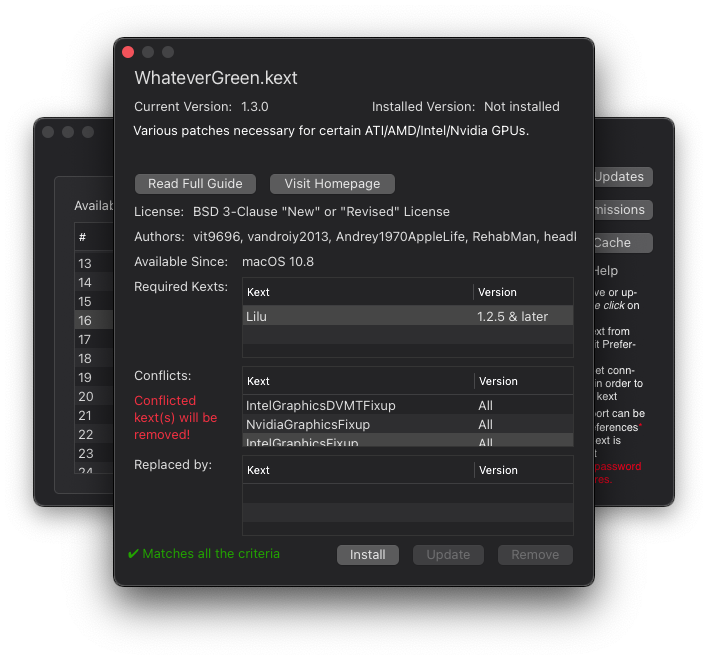 WhateverGreen.kext
Current Version: 1.3.0 Installed Version: Not installed
Various patches necessary for certain ATI/AMD/Intel/Nvidia GPUs.
Read Full Guide Visit Homepage
License: BSD 3-Clause "New" or "Revised" License
Authors: vit9696, vandroiy2013, Andrey1970AppleLife, RehabMan, headl
Available Since: macOS 10.8
Required Kexts:
Kext Version
Lilu 1.2.5 & later
Conflicts:
Conflicted
kext(s) will be
removed!
Kext Version
IntelGraphicsDVMTFixup All
NvidiaGraphicsFixup All
IntelGraphicsFixup All
Replaced by:
Kext Version
✔ Matches all the criteria
Install Update Remove
Availab
#
13
14
15
16
17
18
19
20
21
22
23
24
Updates
missions
Cache
Help
ve or up-
e click on
ext from
it Prefer-
et conn-
in order to
kext
port can be
eferences*
ext is
t
password
res.